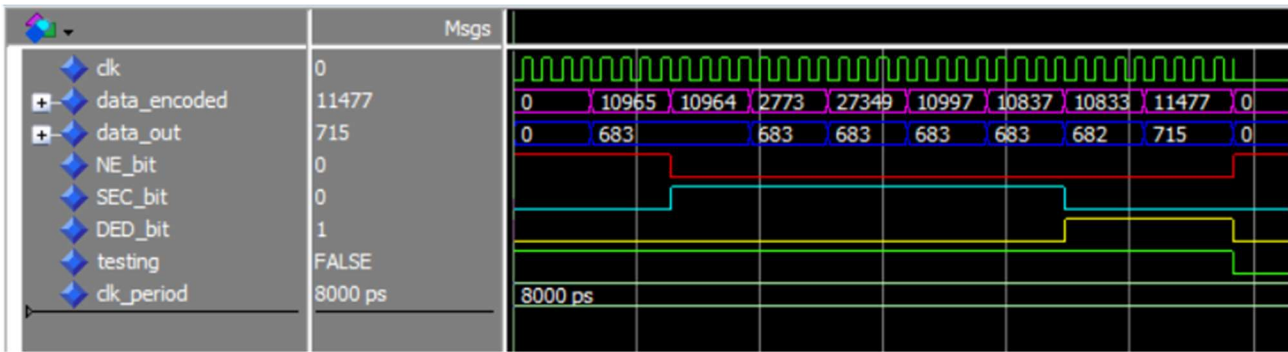 Msgs
clk 0
data_encoded 11477 0 10965 10964 2773 27349 10997 10837 10833 11477 0
data_out 715 0 683 683 683 683 683 682 715 0
NE_bit 0
SEC_bit 0
DED_bit 1
testing FALSE
clk_period 8000 ps 8000 ps